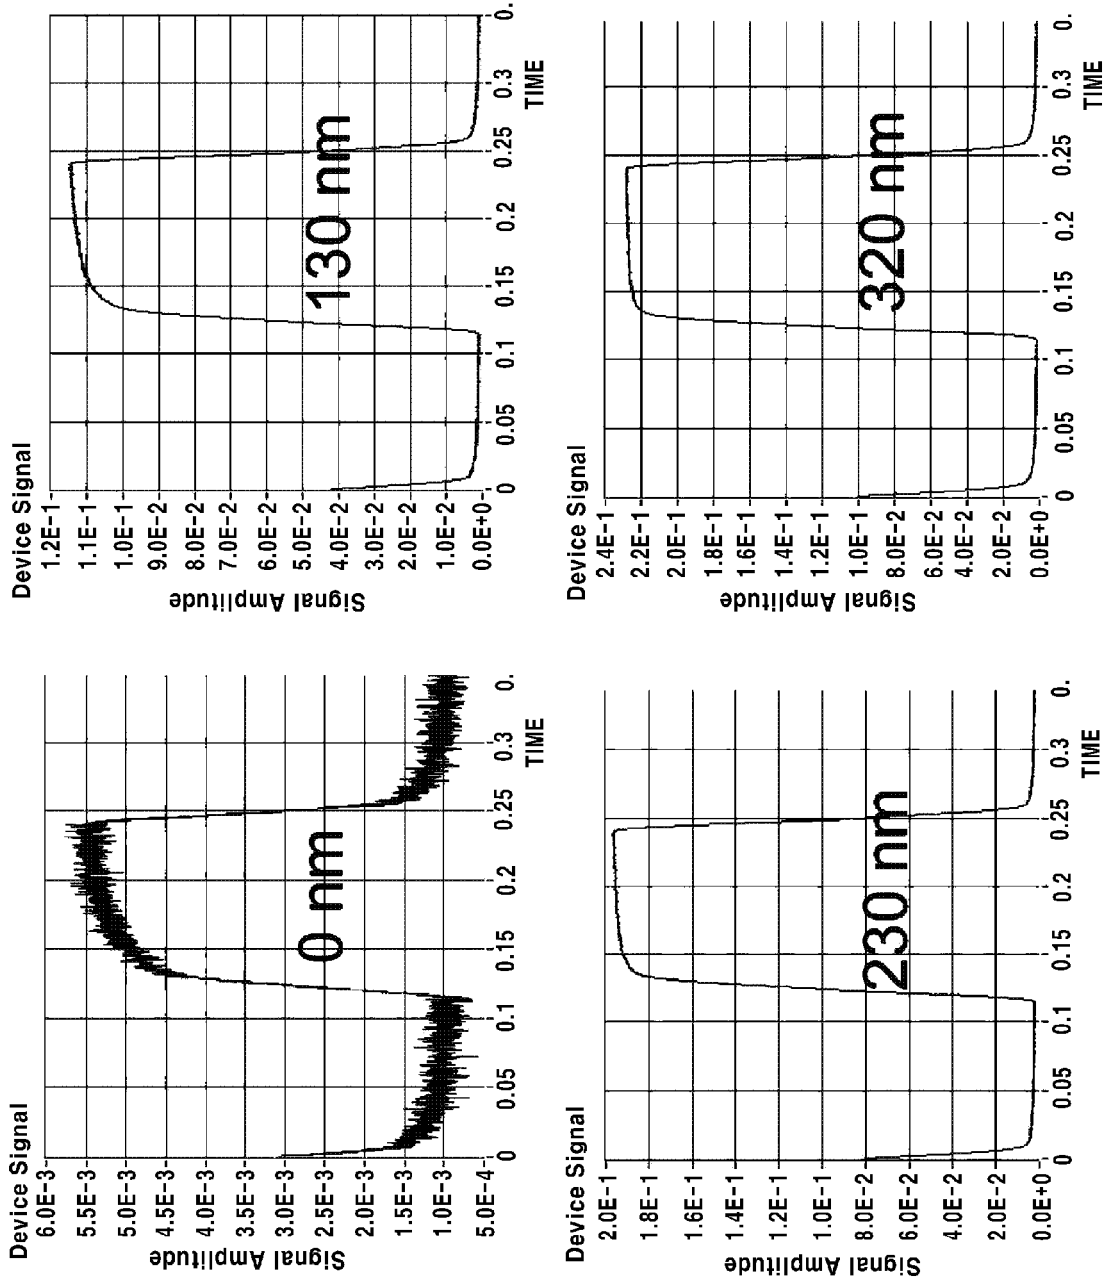 Device Signal
6.0E-3
5.5E-3
5.0E-3
4.5E-3
4.0E-3
3.5E-3
3.0E-3
2.5E-3
2.0E-3
1.5E-3
1.0E-3
5.0E-4
Signal Amplitude
0 nm
0 0.05 0.1 0.15 0.2 0.25 0.3 0.
TIME
Device Signal
1.2E-1
1.1E-1
1.0E-1
9.0E-2
8.0E-2
7.0E-2
6.0E-2
5.0E-2
4.0E-2
3.0E-2
2.0E-2
1.0E-2
0.0E+0
Signal Amplitude
130 nm
0 0.05 0.1 0.15 0.2 0.25 0.3 0.
TIME
Device Signal
2.0E-1
1.8E-1
1.6E-1
1.4E-1
1.2E-1
1.0E-1
8.0E-2
6.0E-2
4.0E-2
2.0E-2
0.0E+0
Signal Amplitude
230 nm
0 0.05 0.1 0.15 0.2 0.25 0.3 0.
TIME
Device Signal
2.4E-1
2.2E-1
2.0E-1
1.8E-1
1.6E-1
1.4E-1
1.2E-1
1.0E-1
8.0E-2
6.0E-2
4.0E-2
2.0E-2
0.0E+0
Signal Amplitude
320 nm
0 0.05 0.1 0.15 0.2 0.25 0.3 0.
TIME